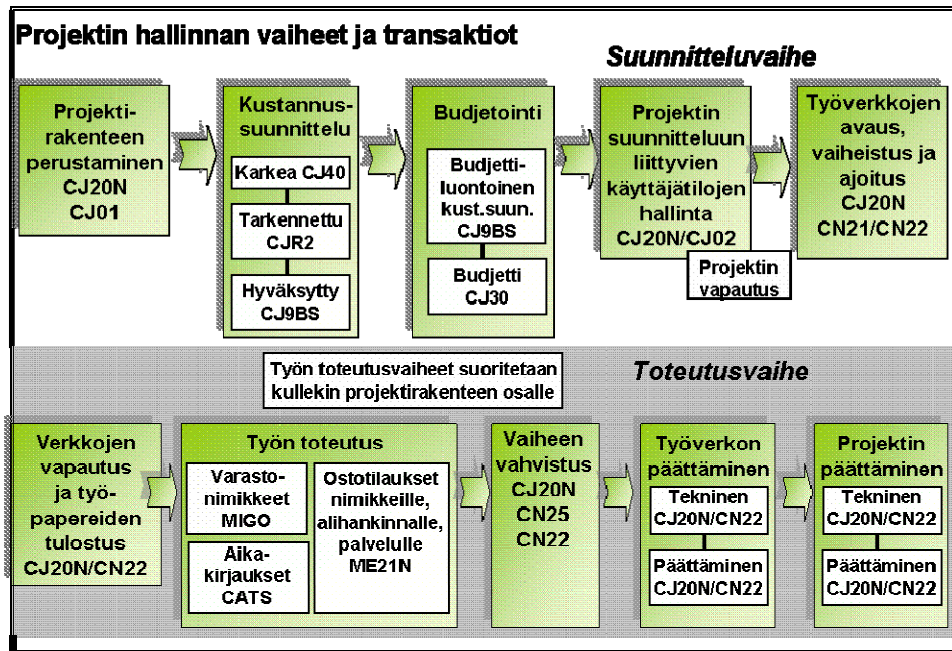 Projektin hallinnan vaiheet ja transaktiot
Suunnitteluvaihe
Projekti-
rakenteen
perustaminen
CJ20N
CJ01
Kustannus-
suunnittelu
Karkea CJ40
Tarkennettu
CJR2
Hyväksytty
CJ9BS
Budjetointi
Budjetti-
luontoinen
kust.suun.
CJ9BS
Budjetti
CJ30
Projektin
suunnitteluun
liittyvien
käyttäjätilojen
hallinta
CJ20N/CJ02
Projektin
vapautus
Työverkkojen
avaus,
vaiheistus ja
ajoitus
CJ20N
CN21/CN22
Työn toteutusvaiheet suoritetaan
kullekin projektirakenteen osalle
Toteutusvaihe
Verkkojen
vapautus
ja työ-
papereiden
tulostus
CJ20N/CN22
Työn toteutus
Varasto-
nimikkeet
MIGO
Aika-
kirjaukset
CATS
Ostotilaukset
nimikkeille,
alihankinnalle,
palvelulle
ME21N
Vaiheen
vahvistus
CJ20N
CN25
CN22
Työverkon
päättäminen
Tekninen
CJ20N/CN22
Päättäminen
CJ20N/CN22
Projektin
päättäminen
Tekninen
CJ20N/CN22
Päättäminen
CJ20N/CN22